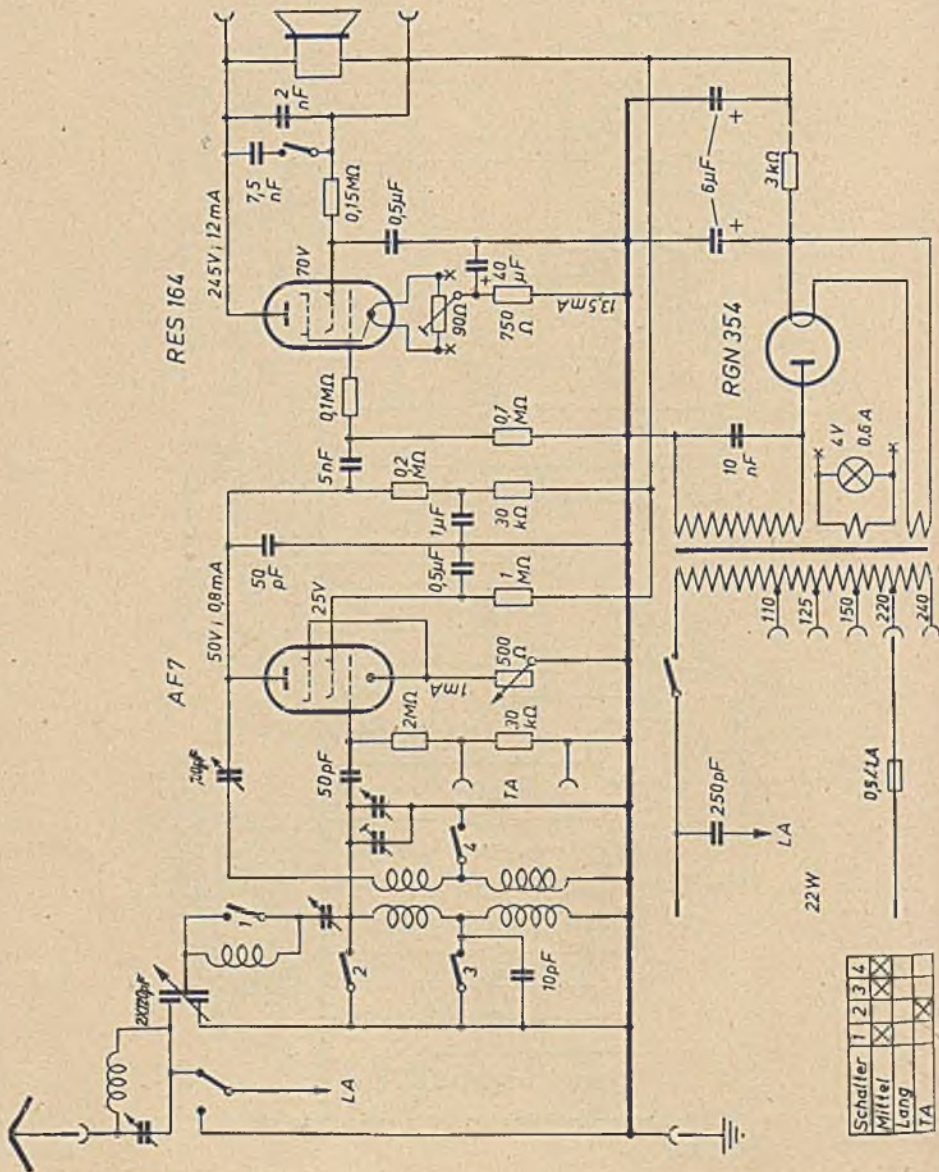 RES 164
245V; 12mA
7,5
nF
2
nF
0,15MΩ
70V
0,5µF
40
µF
90Ω
750
Ω
13,5mA
0,1MΩ
5nF
0,2
MΩ
0,7
MΩ
1µF
30
kΩ
50
pF
0,5µF
1
MΩ
AF7
50V; 0,8mA
25V
1mA
500
Ω
2MΩ
30
kΩ
TA
50pF
1
2
3
4
10pF
LA
6µF
+
+
3kΩ
RGN 354
10
nF
4V
0.6A
110
125
150
220
240
250pF
LA
22W
Schalter 1 2 3 4
Mittel
Lang
TA